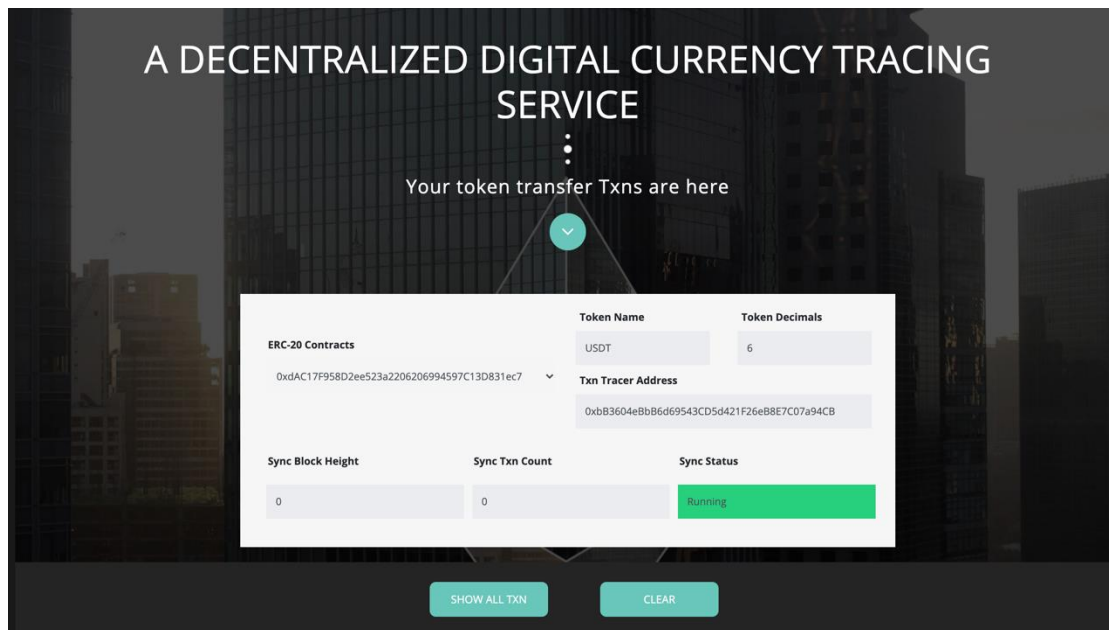 A DECENTRALIZED DIGITAL CURRENCY TRACING
SERVICE
Your token transfer Txns are here
Token Name
Token Decimals
ERC-20 Contracts
USDT
6
0xdAC17F958D2ee523a2206206994597C13D831ec7
Txn Tracer Address
0xbB3604eBbB6d69543CD5d421F26eB8E7C07a94CB
Sync Block Height
Sync Txn Count
Sync Status
0
0
Running
SHOW ALL TXN
CLEAR